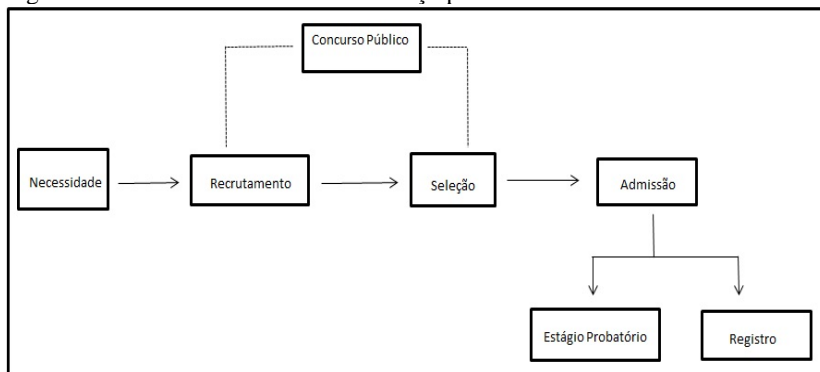 Concurso Público
Necessidade
Recrutamento
Seleção
Admissão
Estágio Probatório
Registro